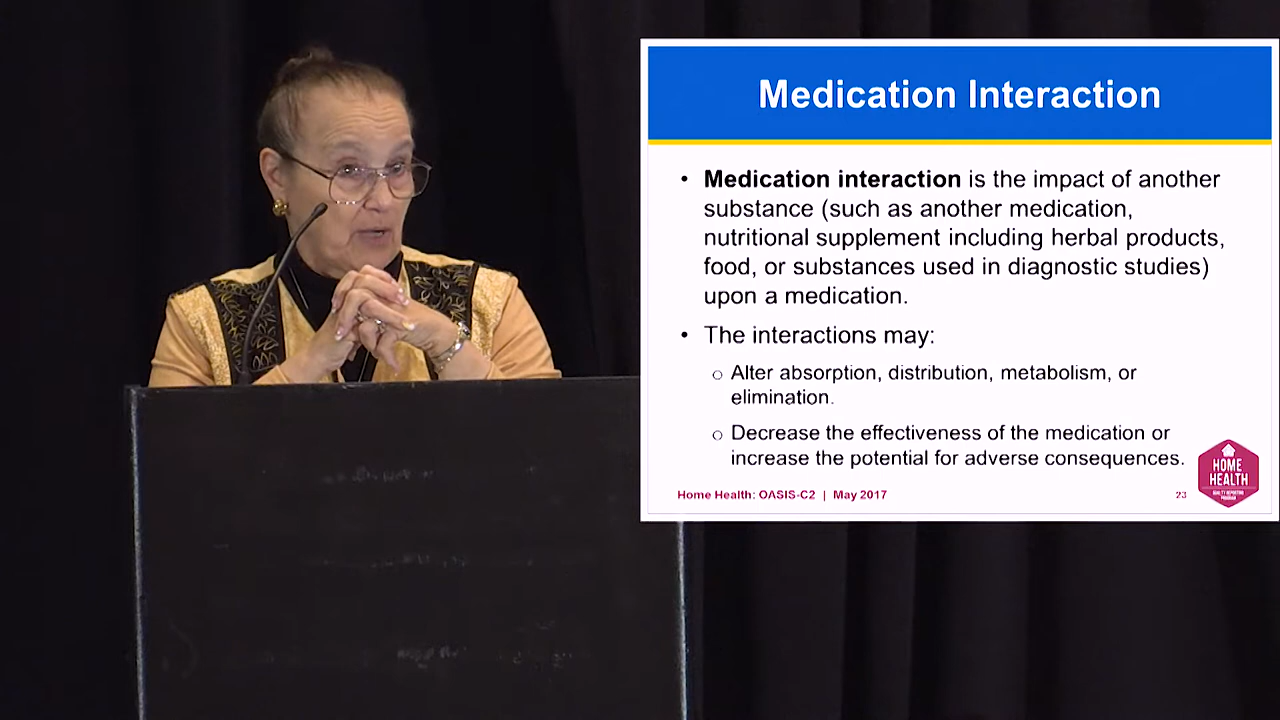 Medication Interaction
• Medication interaction is the impact of another
substance (such as another medication,
nutritional supplement including herbal products,
food, or substances used in diagnostic studies)
upon a medication.
• The interactions may:
○ Alter absorption, distribution, metabolism, or
elimination.
○ Decrease the effectiveness of the medication or
increase the potential for adverse consequences.
Home Health: OASIS-C2 | May 2017
23
HOME
HEALTH
QUALITY REPORTING
PROGRAM